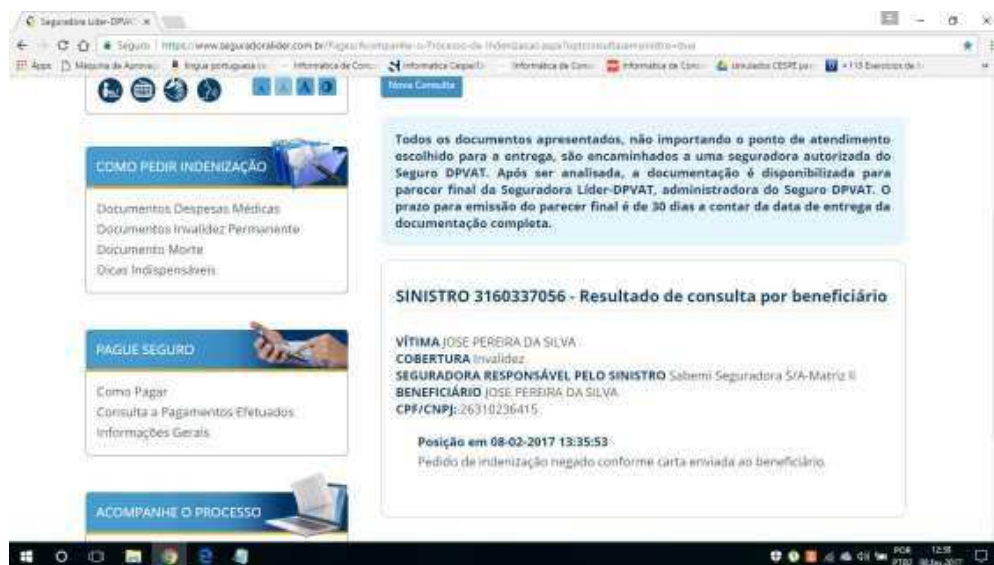 Seguradora Líder-DPVAT
Seguro
Apps
Nova Consulta
COMO PEDIR INDENIZAÇÃO
Documentos Despesas Médicas
Documentos Invalidez Permanente
Documento Morte
Dicas Indispensáveis
PAGUE SEGURO
Como Pagar
Consulta a Pagamentos Efetuados
Informações Gerais
ACOMPANHE O PROCESSO
Todos os documentos apresentados, não importando o ponto de atendimento
escolhido para a entrega, são encaminhados a uma seguradora autorizada do
Seguro DPVAT. Após ser analisada, a documentação é disponibilizada para
parecer final da Seguradora Líder-DPVAT, administradora do Seguro DPVAT. O
prazo para emissão do parecer final é de 30 dias a contar da data de entrega da
documentação completa.
SINISTRO 3160337056 - Resultado de consulta por beneficiário
VÍTIMA JOSE PEREIRA DA SILVA
COBERTURA Invalidez
SEGURADORA RESPONSÁVEL PELO SINISTRO Sabemi Seguradora S/A-Matriz
BENEFICIÁRIO JOSE PEREIRA DA SILVA
CPF/CNPJ: 26310236415
Posição em 08-02-2017 13:35:53
Pedido de indenização negado conforme carta enviada ao beneficiário.
POR